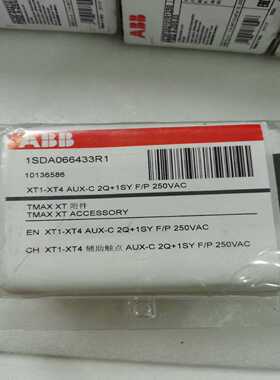 ABB
1SDA066433R1
10136586
XT1-XT4 AUX-C 2Q+1SY F/P 250VAC
TMAX XT 附件
TMAX XT ACCESSORY
EN XT1-XT4 AUX-C 2Q+1SY F/P 250VAC
CH XT1-XT4 辅助触点 AUX-C 2Q+1SY F/P 250VAC